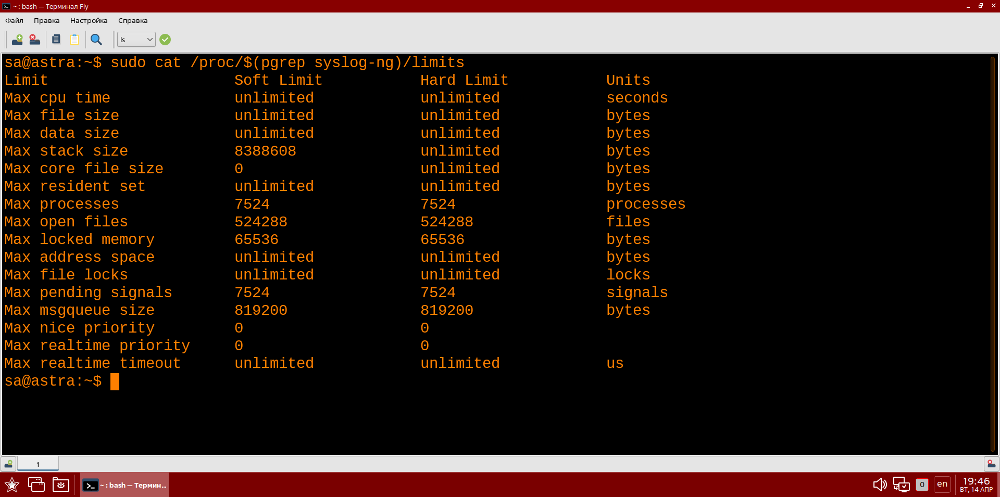 ~ : bash — Терминал Fly
Файл Правка Настройка Справка
ls
sa@astra:~$ sudo cat /proc/$(pgrep syslog-ng)/limits
Limit                     Soft Limit           Hard Limit           Units
Max cpu time              unlimited            unlimited            seconds
Max file size             unlimited            unlimited            bytes
Max data size             unlimited            unlimited            bytes
Max stack size            8388608              unlimited            bytes
Max core file size        0                    unlimited            bytes
Max resident set          unlimited            unlimited            bytes
Max processes             7524                 7524                 processes
Max open files            524288               524288               files
Max locked memory         65536                65536                bytes
Max address space         unlimited            unlimited            bytes
Max file locks            unlimited            unlimited            locks
Max pending signals       7524                 7524                 signals
Max msgqueue size         819200               819200               bytes
Max nice priority         0                    0
Max realtime priority     0                    0
Max realtime timeout      unlimited            unlimited            us
sa@astra:~$
1
~ : bash — Термин...
0
en
19:46
ВТ, 14 АПР